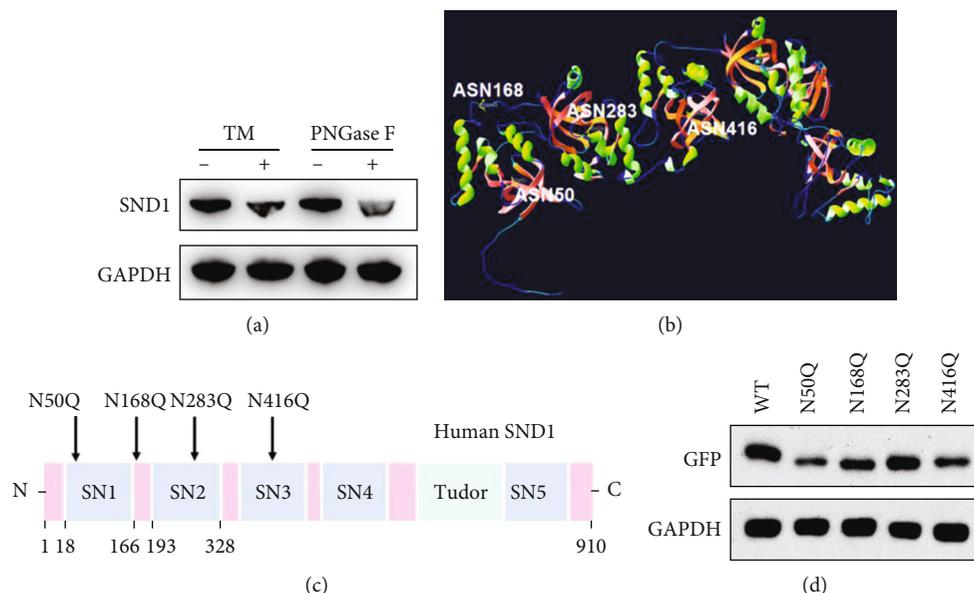 TM PNGase F
– + – +
SND1
GAPDH
(a)
ASN168
ASN283
ASN416
ASN50
(b)
N50Q N168Q N283Q N416Q
Human SND1
N SN1 SN2 SN3 SN4 Tudor SN5 C
1 18 166 193 328 910
(c)
WT N50Q N168Q N283Q N416Q
GFP
GAPDH
(d)